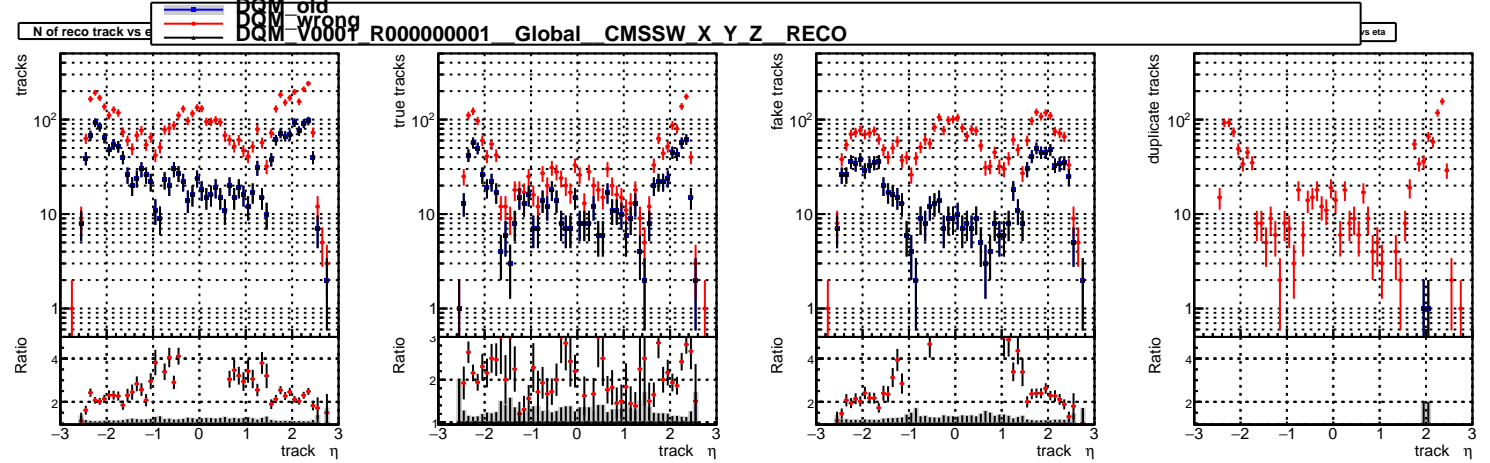 DQM_old
DQM_wrong
DQM_V0001_R000000001__Global__CMSSW_X_Y_Z__RECO
N of reco track vs e
vs eta
tracks
10²
10
1
Ratio
4
2
−3 −2 −1 0 1 2 3
track η
true tracks
10²
10
1
Ratio
3
2
1
−3 −2 −1 0 1 2 3
track η
fake tracks
10²
10
1
Ratio
4
2
−3 −2 −1 0 1 2 3
track η
duplicate tracks
10²
10
1
Ratio
4
2
−3 −2 −1 0 1 2 3
track η